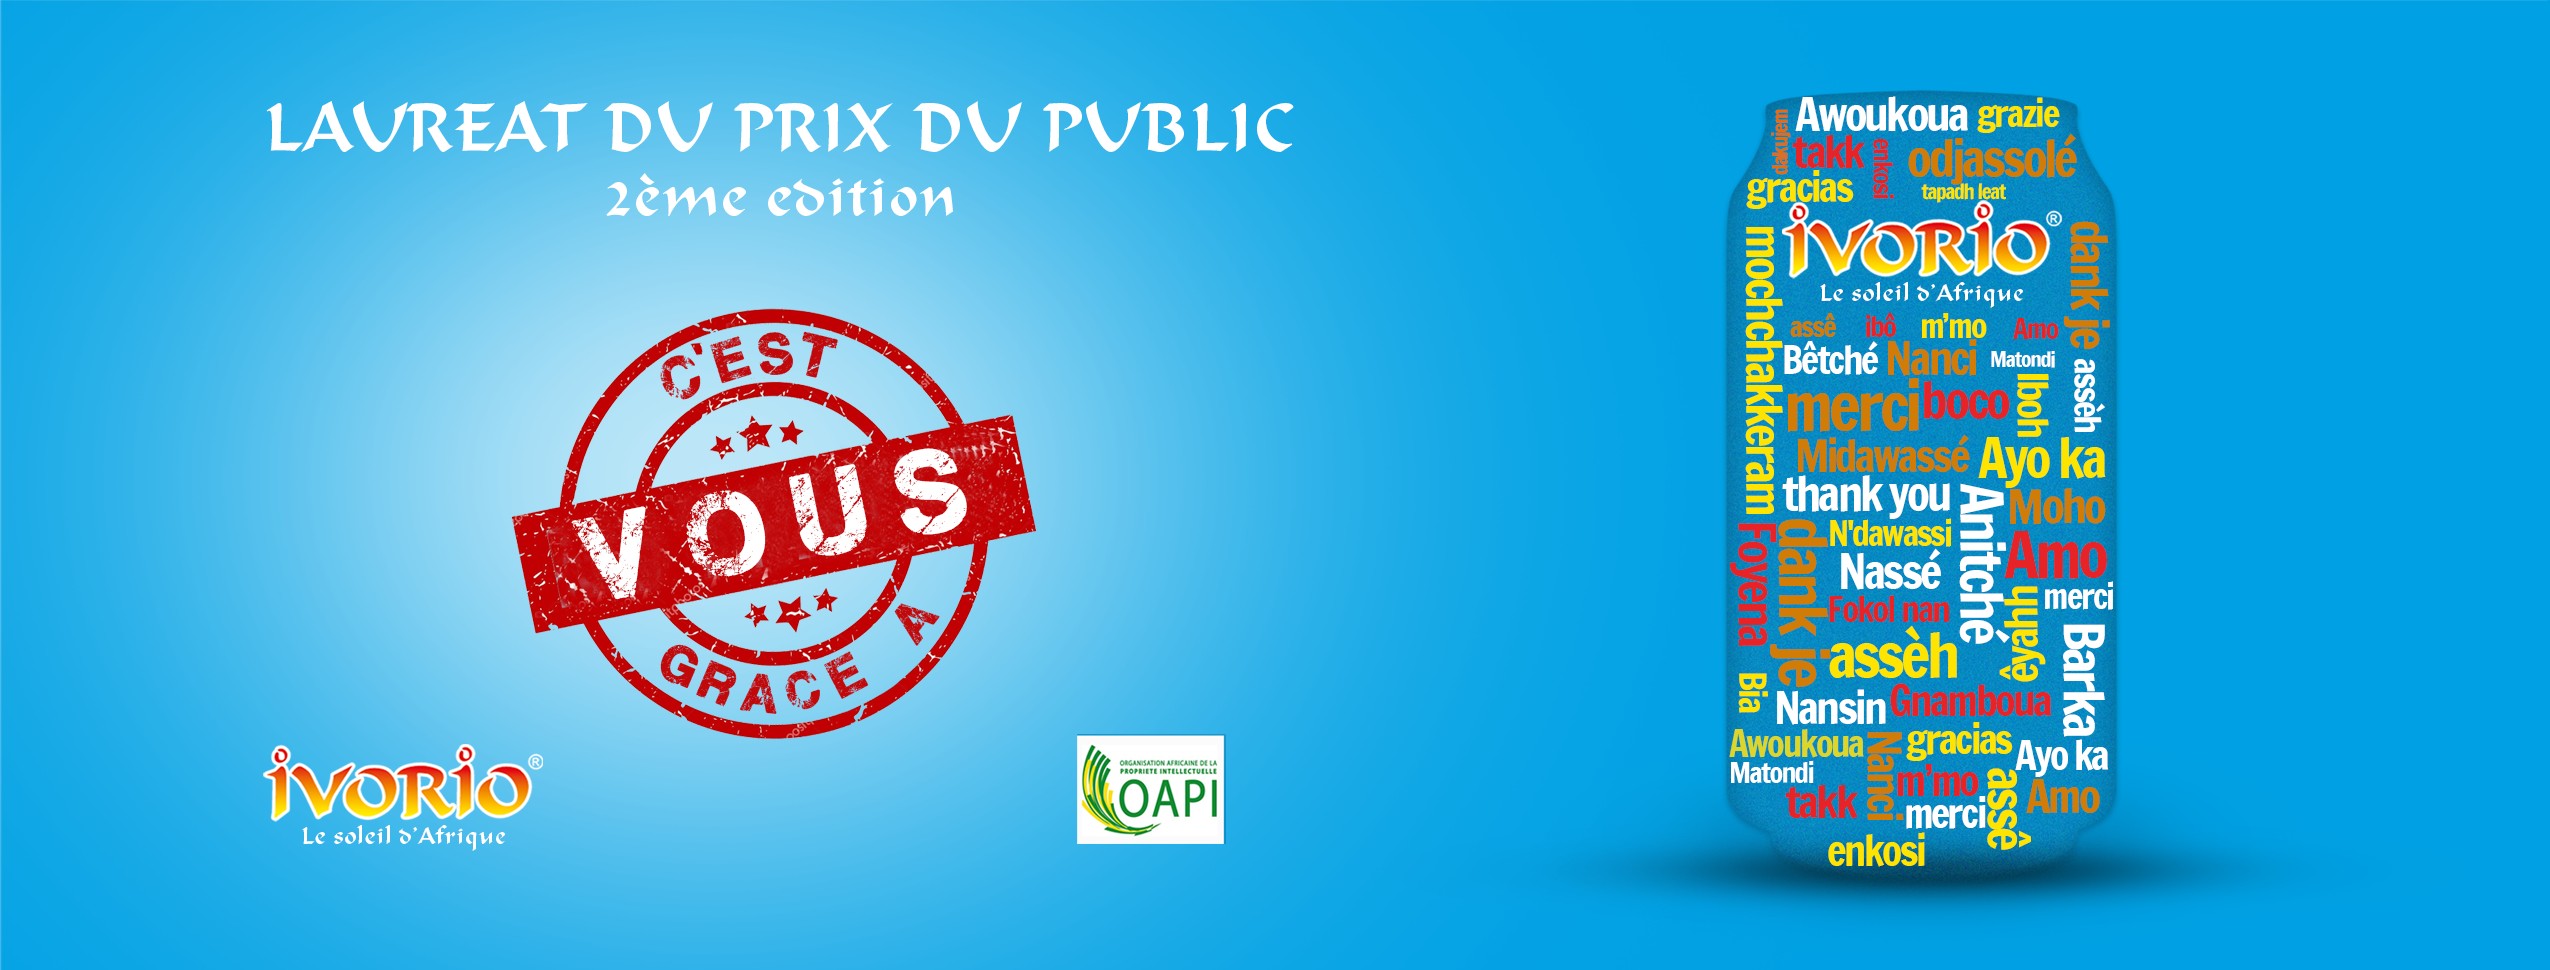 LAUREAT DU PRIX DU PUBLIC
2ème edition
C'EST
VOUS
GRACE A
ivorio®
Le soleil d'Afrique
ORGANISATION AFRICAINE DE LA
PROPRIETE INTELLECTUELLE
OAPI
dakujem
Awoukoua grazie
takk
enkosi
odjassolé
gracias
tapadh leat
ivorio®
Le soleil d'Afrique
mochchakkeram
dank je
assê ibô m'mo Amo
Bêtché Nanci Matondi
merci boco
Iboh
assèh
Midawassé Ayo ka
thank you
Anitché
Moho
Foyena
dank je
N'dawassi
Nassé
Amo
Fokol nan
êyahh
merci
assèh
Barka
Bia
Nansin Gnamboua
Awoukoua
Nanci
gracias
Ayo ka
Matondi
m'mo
assê
takk
merci
Amo
enkosi